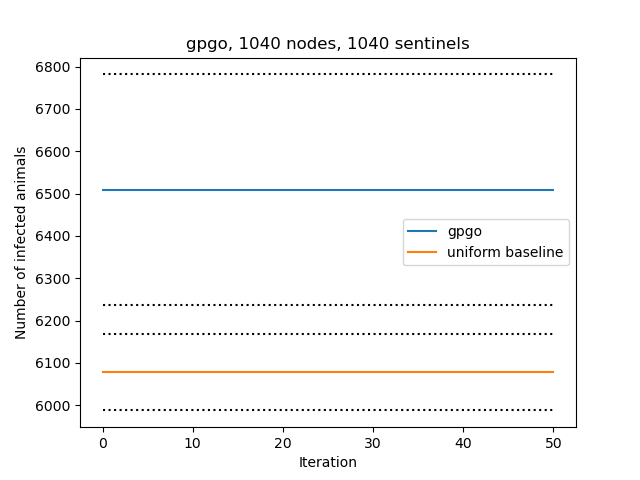 gpgo, 1040 nodes, 1040 sentinels
6800
6700
6600
6500
6400
6300
6200
6100
6000
Number of infected animals
gpgo
uniform baseline
0 10 20 30 40 50
Iteration